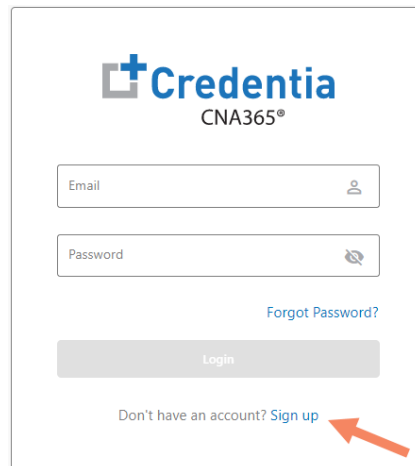 Credentia
CNA365®
Email
Password
Forgot Password?
Login
Don't have an account? Sign up